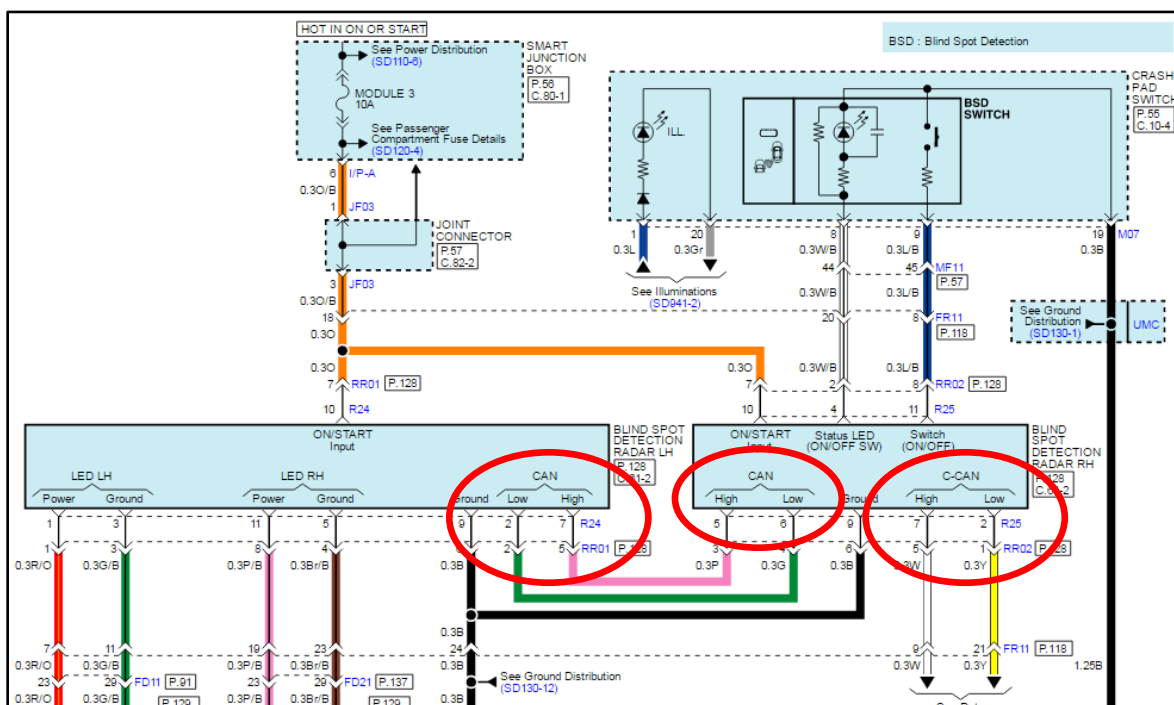 HOT IN ON OR START
See Power Distribution
(SD110-6)
SMART
JUNCTION
BOX
P.56
C.80-1
MODULE 3
10A
See Passenger
Compartment Fuse Details
(SD120-4)
BSD : Blind Spot Detection
CRASH
PAD
SWITCH
P.55
C.10-4
BSD
SWITCH
ILL.
6 I/P-A
0.3O/B
1 JF03
JOINT
CONNECTOR
P.57
C.82-2
3 JF03
0.3O/B
1 20 8 9 19 M07
0.3L 0.3Gr 0.3W/B 0.3L/B 0.3B
44 45 MF11
P.57
See Illuminations
(SD941-2)
0.3W/B 0.3L/B
18 20 8 FR11
P.118
See Ground
Distribution
(SD130-1)
UMC
0.3O
0.3O 0.3O 0.3W/B 0.3L/B
7 RR01 P.128 7 2 8 RR02 P.128
10 R24 10 4 11 R25
ON/START
Input
BLIND SPOT
DETECTION
RADAR LH
P.128
ON/START
Input
Status LED
(ON/OFF SW)
Switch
(ON/OFF)
BLIND
SPOT
DETECTION
RADAR RH
LED LH LED RH CAN CAN C-CAN
Power Ground Power Ground Ground Low High High Low Ground High Low
1 3 11 5 9 2 7 R24 5 6 9 7 2 R25
1 3 8 4 6 2 5 RR01 P.128 3 4 6 5 1 RR02 P.128
0.3R/O 0.3G/B 0.3P/B 0.3Br/B 0.3B 0.3P 0.3G 0.3B 0.3W 0.3Y
0.3B
7 11 19 23 24 9 21 FR11 P.118
0.3R/O 0.3G/B 0.3P/B 0.3Br/B 0.3B 0.3W 0.3Y 1.25B
23 29 FD11 P.91 23 29 FD21 P.137
See Ground Distribution
(SD130-12)
0.3R/O 0.3G/B P.129 0.3P/B 0.3Br/B P.129 0.3B